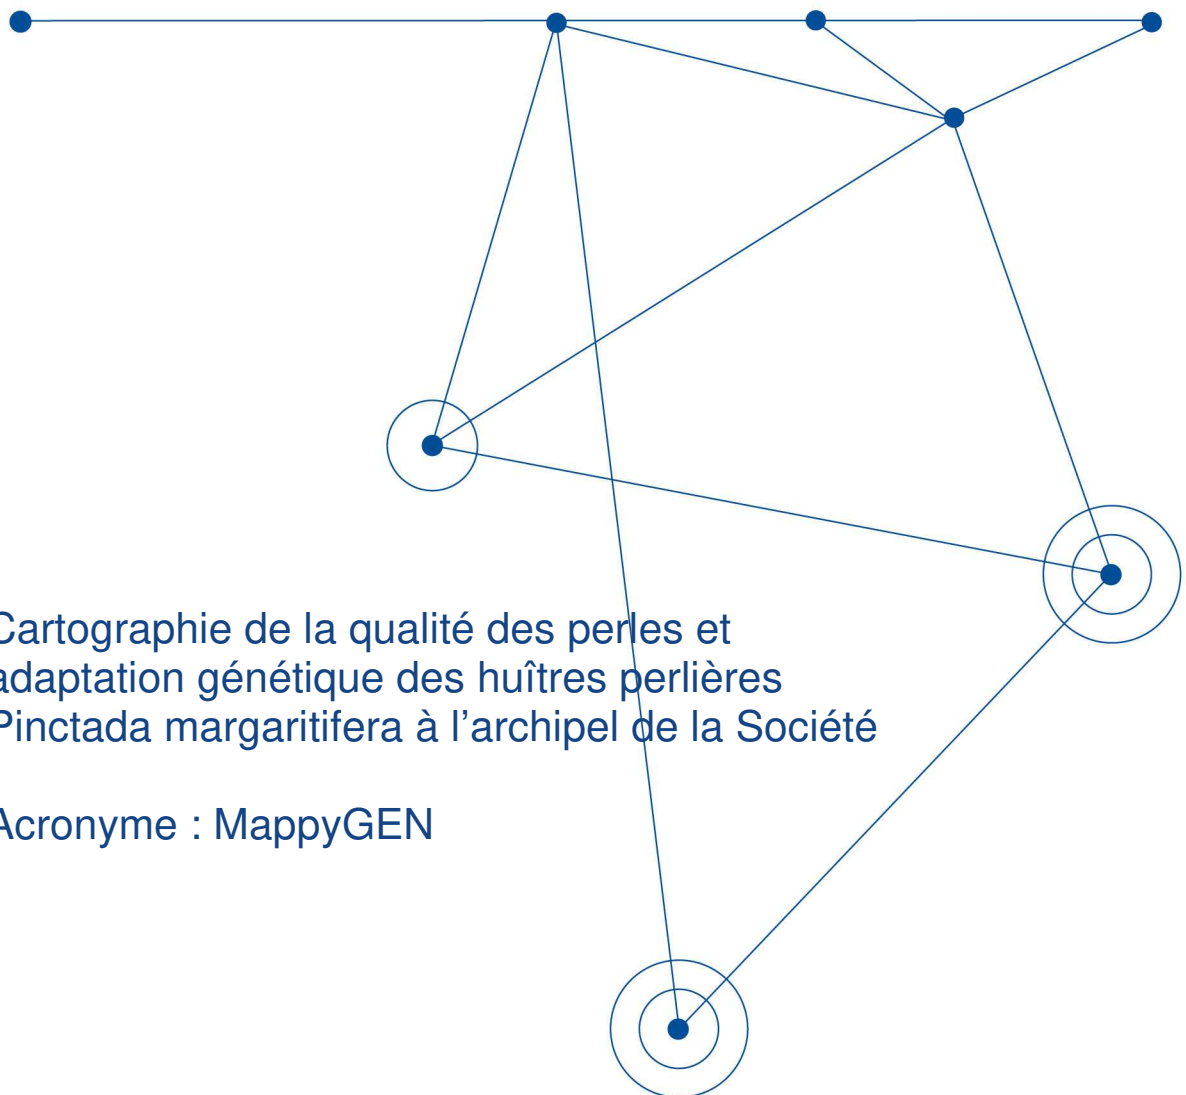 Cartographie de la qualité des perles et
adaptation génétique des huîtres perlières
Pinctada margaritifera à l’archipel de la Société
Acronyme : MappyGEN